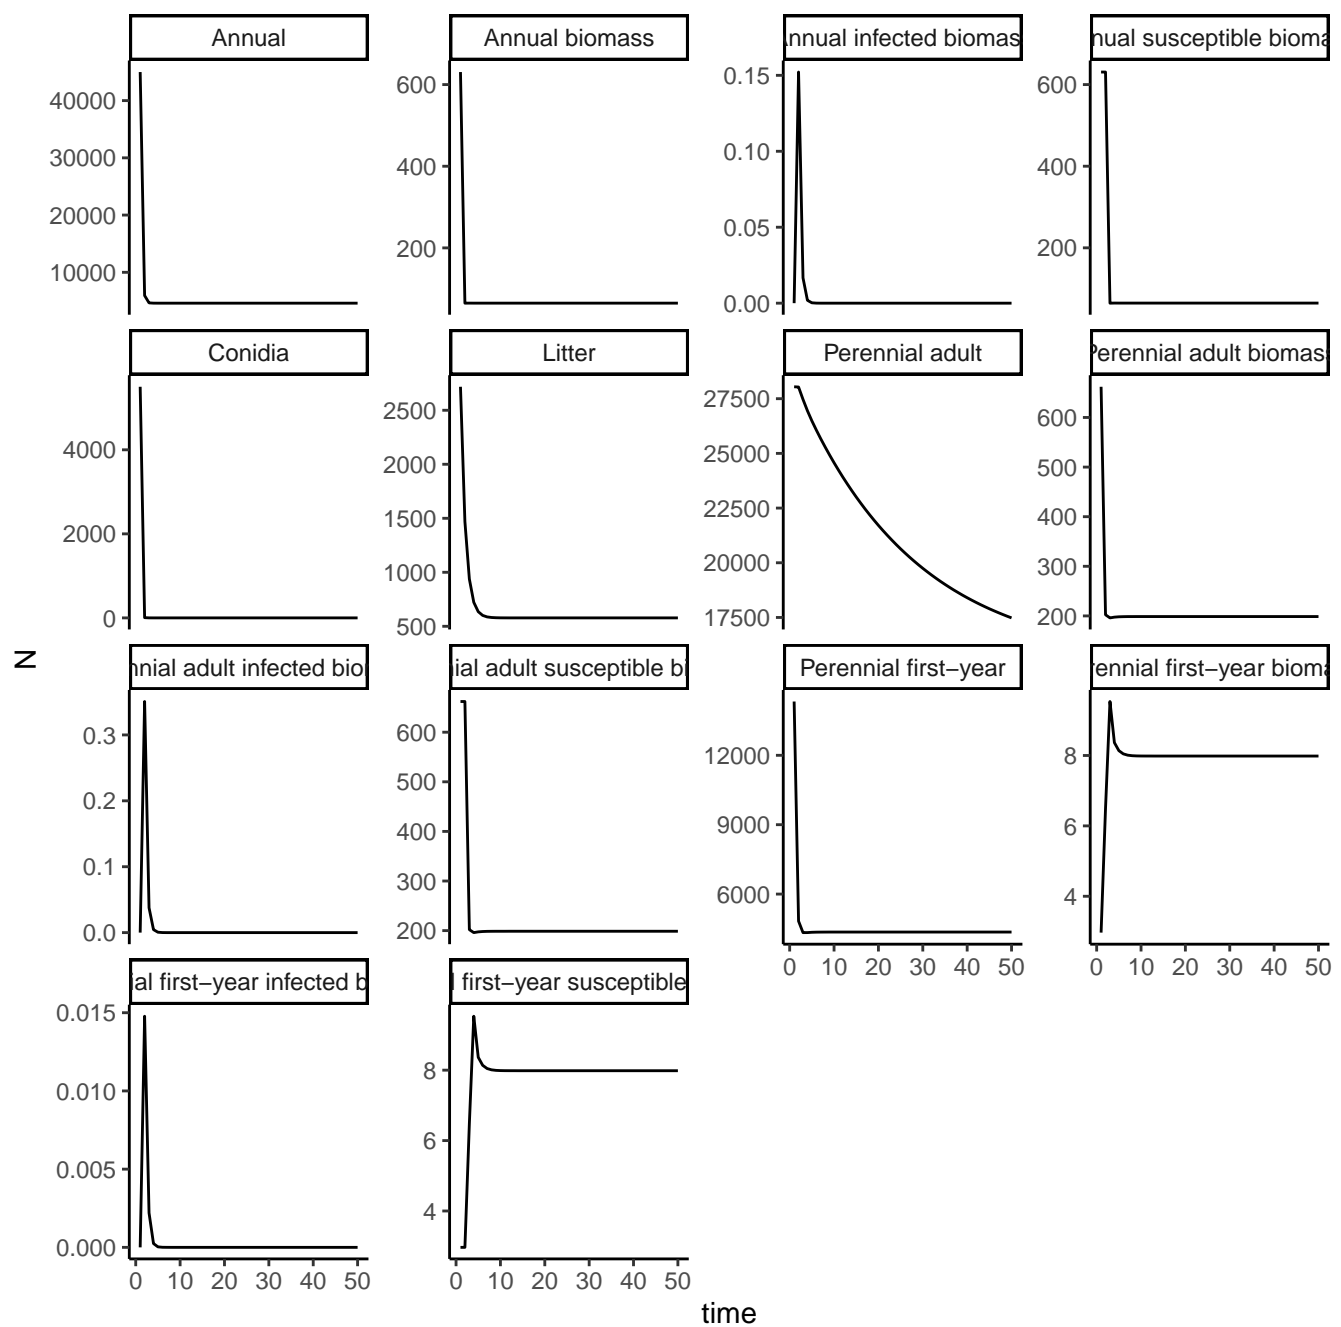 Annual
Annual biomass
nnual infected biomas
nual susceptible bioma
40000
30000
20000
10000
600
400
200
0.15
0.10
0.05
0.00
600
400
200
Conidia
Litter
Perennial adult
Perennial adult biomas
4000
2000
0
2500
2000
1500
1000
500
27500
25000
22500
20000
17500
600
500
400
300
200
N
nnial adult infected bio
ial adult susceptible bi
Perennial first−year
rennial first−year bioma
0.3
0.2
0.1
0.0
600
500
400
300
200
12000
9000
6000
8
6
4
0 10 20 30 40 50
0 10 20 30 40 50
ial first−year infected b
l first−year susceptible
0.015
0.010
0.005
0.000
8
6
4
0 10 20 30 40 50
0 10 20 30 40 50
time